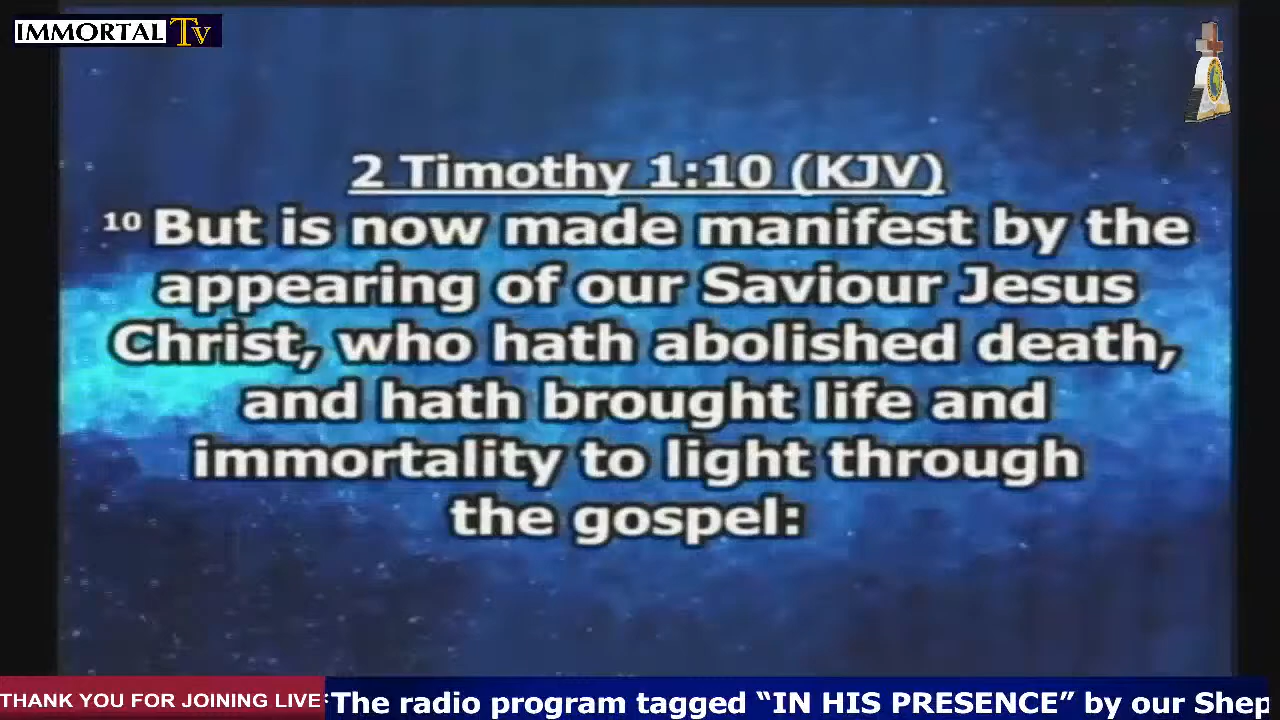 IMMORTAL Tv
2 Timothy 1:10 (KJV)
10 But is now made manifest by the
appearing of our Saviour Jesus
Christ, who hath abolished death,
and hath brought life and
immortality to light through
the gospel:
THANK YOU FOR JOINING LIVE
The radio program tagged “IN HIS PRESENCE” by our Shep